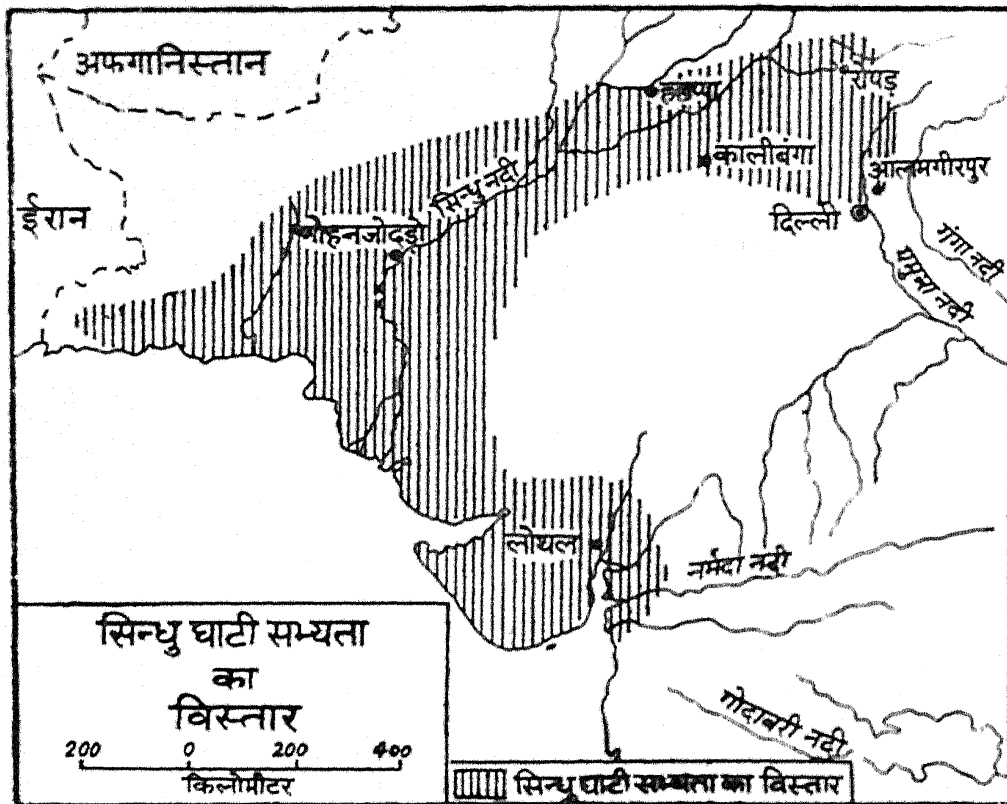 अफगानिस्तान
रोपड़
हड़प्पा
कालीबंगा
आलमगीरपुर
सिन्धु नदी
ईरान
दिल्ली
मोहनजोदड़ो
गंगा नदी
यमुना नदी
लोथल
नर्मदा नदी
सिन्धु घाटी सभ्यता
का
विस्तार
गोदावरी नदी
200 0 200 400
किलोमीटर
सिन्धु घाटी सभ्यता का विस्तार